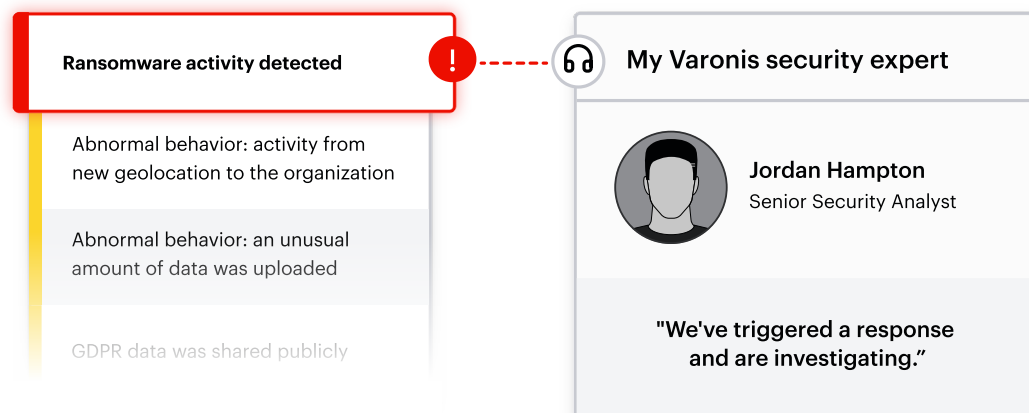 Ransomware activity detected
Abnormal behavior: activity from
new geolocation to the organization
Abnormal behavior: an unusual
amount of data was uploaded
GDPR data was shared publicly
My Varonis security expert
Jordan Hampton
Senior Security Analyst
"We've triggered a response
and are investigating.”